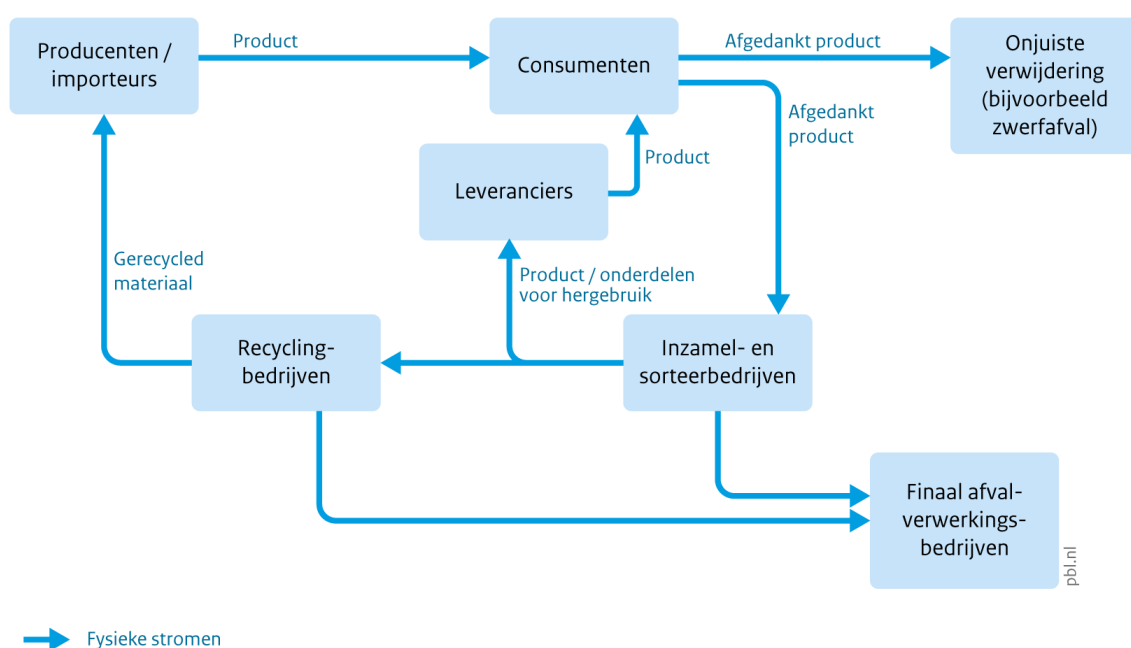 Producenten /
importeurs
Product
Consumenten
Afgedankt product
Onjuiste
verwijdering
(bijvoorbeeld
zwerfafval)
Afgedankt
product
Product
Leveranciers
Gerecycled
materiaal
Product / onderdelen
voor hergebruik
Recycling-
bedrijven
Inzamel- en
sorteerbedrijven
Finaal afval-
verwerkings-
bedrijven
pbl.nl
Fysieke stromen